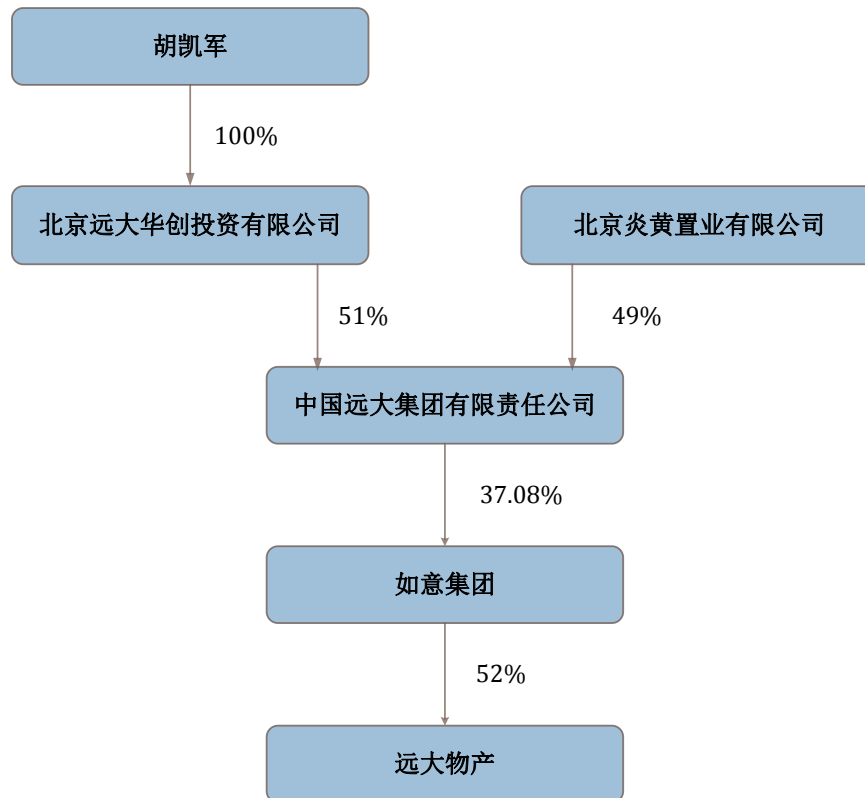 胡凯军
100%
北京远大华创投资有限公司
北京炎黄置业有限公司
51%
49%
中国远大集团有限责任公司
37.08%
如意集团
52%
远大物产